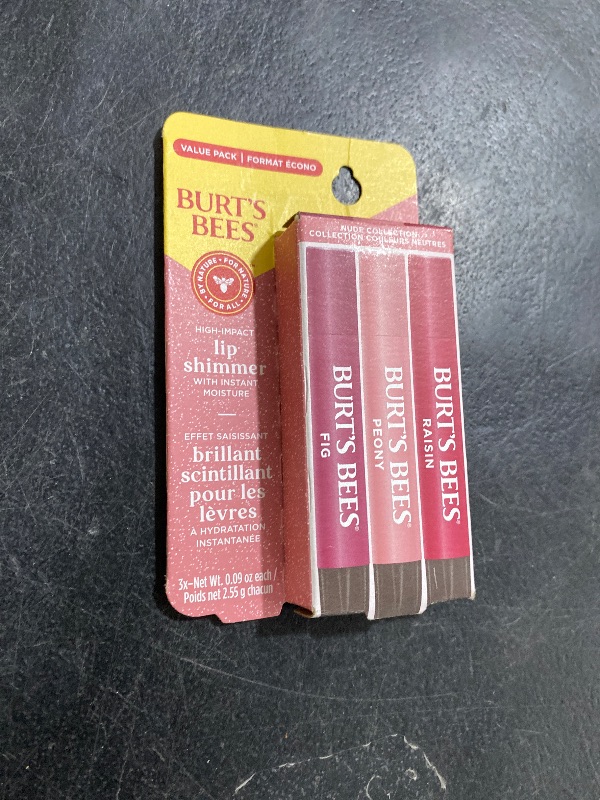 VALUE PACK | FORMAT ÉCONO
BURT'S
BEES®
BY NATURE • FOR NATURE • FOR ALL •
HIGH-IMPACT
lip
shimmer
WITH INSTANT
MOISTURE
EFFET SAISISSANT
brillant
scintillant
pour les
lèvres
À HYDRATATION
INSTANTANÉE
3x–Net Wt. 0.09 oz each /
Poids net 2.55 g chacun
NUDE COLLECTION
COLLECTION COULEURS NEUTRES
BURT'S BEES®
FIG
BURT'S BEES®
PEONY
BURT'S BEES®
RAISIN